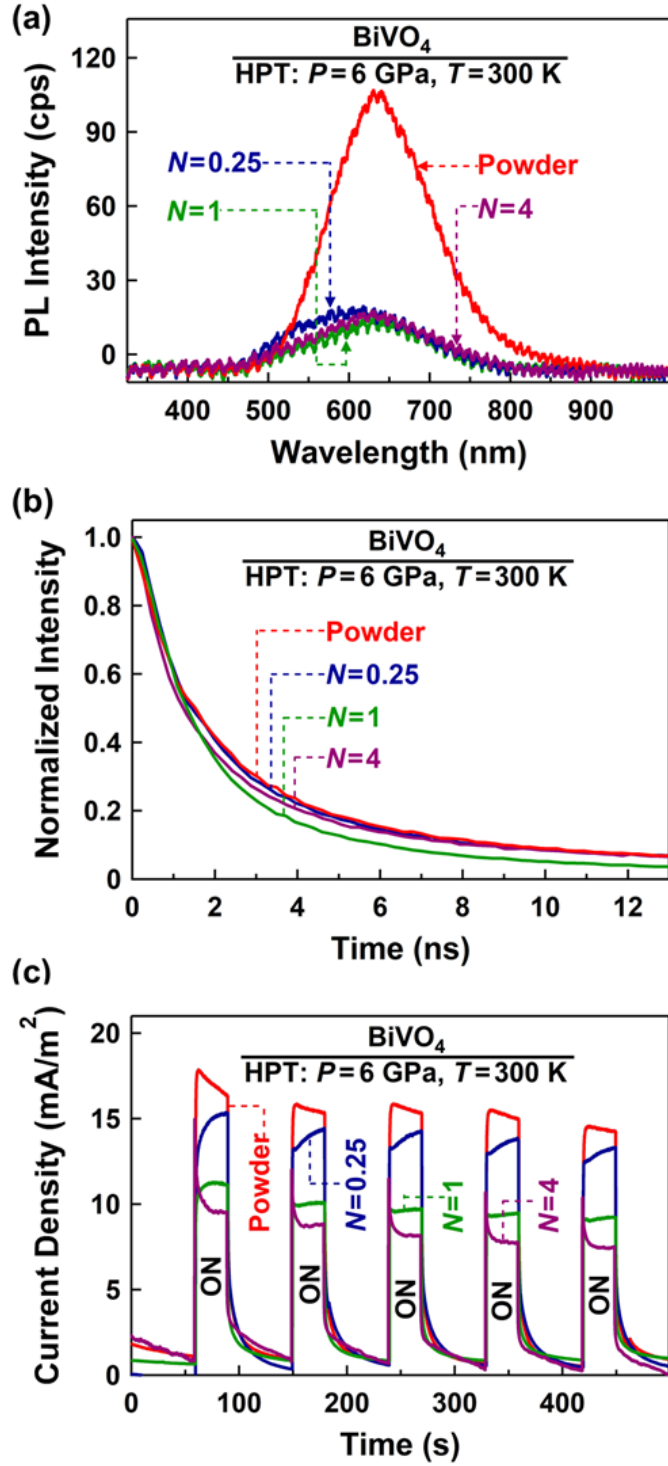 (a)
BiVO₄
HPT: P=6 GPa, T=300 K
120
90
60
30
0
PL Intensity (cps)
N=0.25
N=1
Powder
N=4
400 500 600 700 800 900
Wavelength (nm)
(b)
BiVO₄
HPT: P=6 GPa, T=300 K
1.0
0.8
0.6
0.4
0.2
0
Normalized Intensity
Powder
N=0.25
N=1
N=4
0 2 4 6 8 10 12
Time (ns)
(c)
BiVO₄
HPT: P=6 GPa, T=300 K
20
15
10
5
0
Current Density (mA/m²)
Powder
N=0.25
N=1
N=4
ON ON ON ON ON
0 100 200 300 400
Time (s)